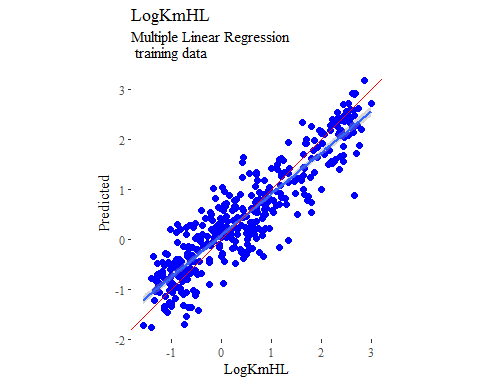 LogKmHL
Multiple Linear Regression
training data
3
2
1
0
-1
-2
Predicted
-1
0
1
2
3
LogKmHL